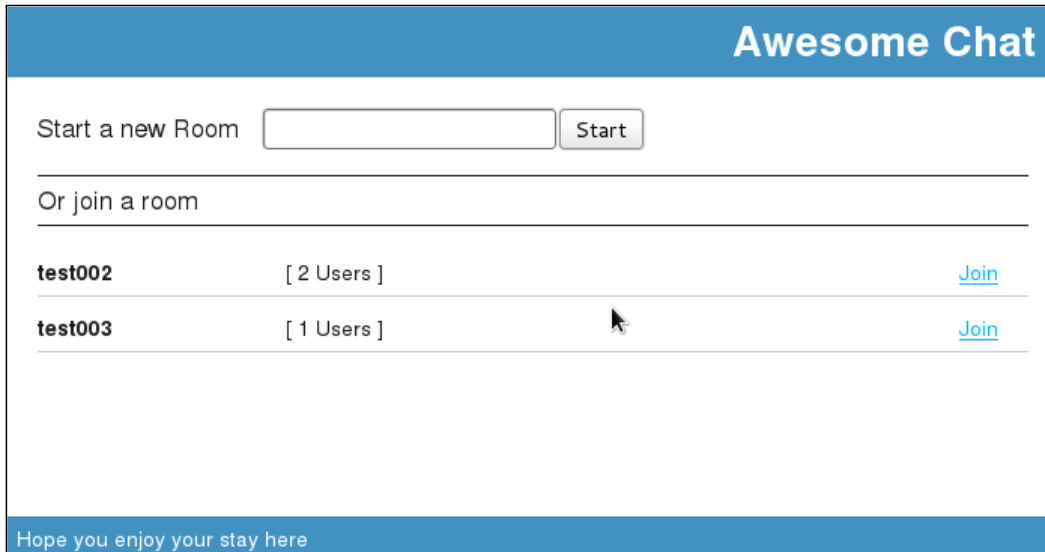 Awesome Chat
Start a new Room Start
Or join a room
test002 [ 2 Users ] Join
test003 [ 1 Users ] Join
Hope you enjoy your stay here